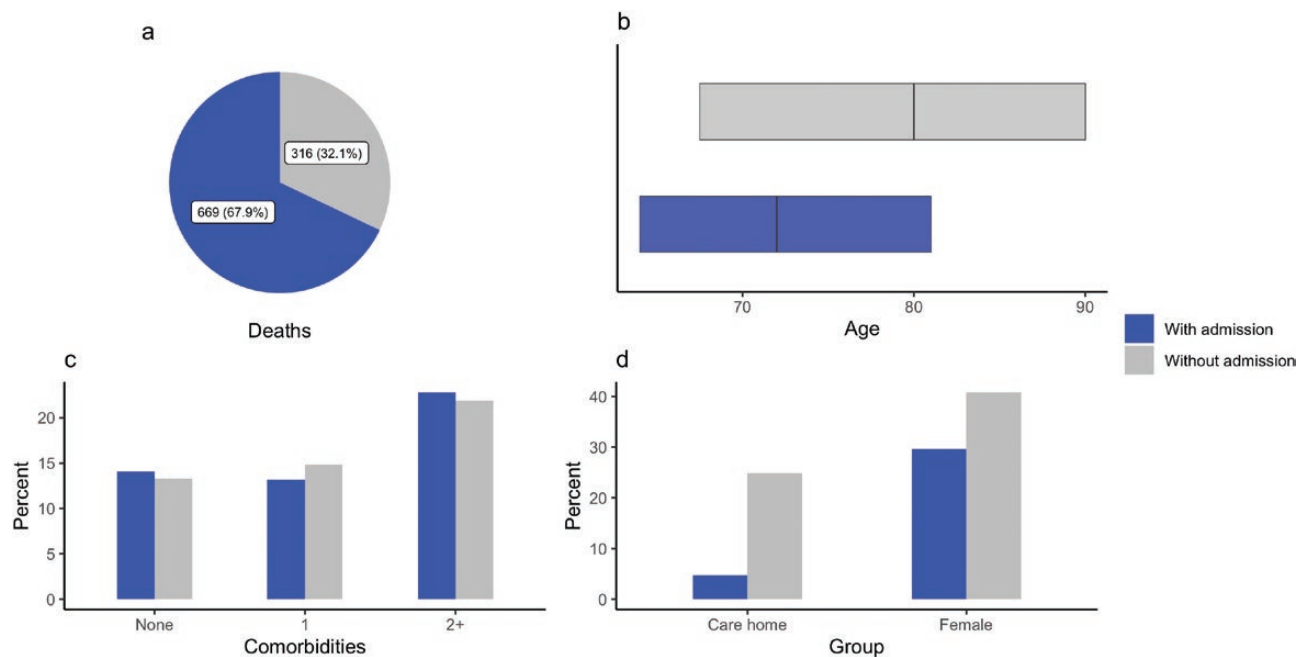 a
316 (32.1%)
669 (67.9%)
Deaths
b
70
80
90
Age
With admission
Without admission
c
Percent
20
15
10
5
0
None
1
2+
Comorbidities
d
Percent
40
30
20
10
0
Care home
Female
Group